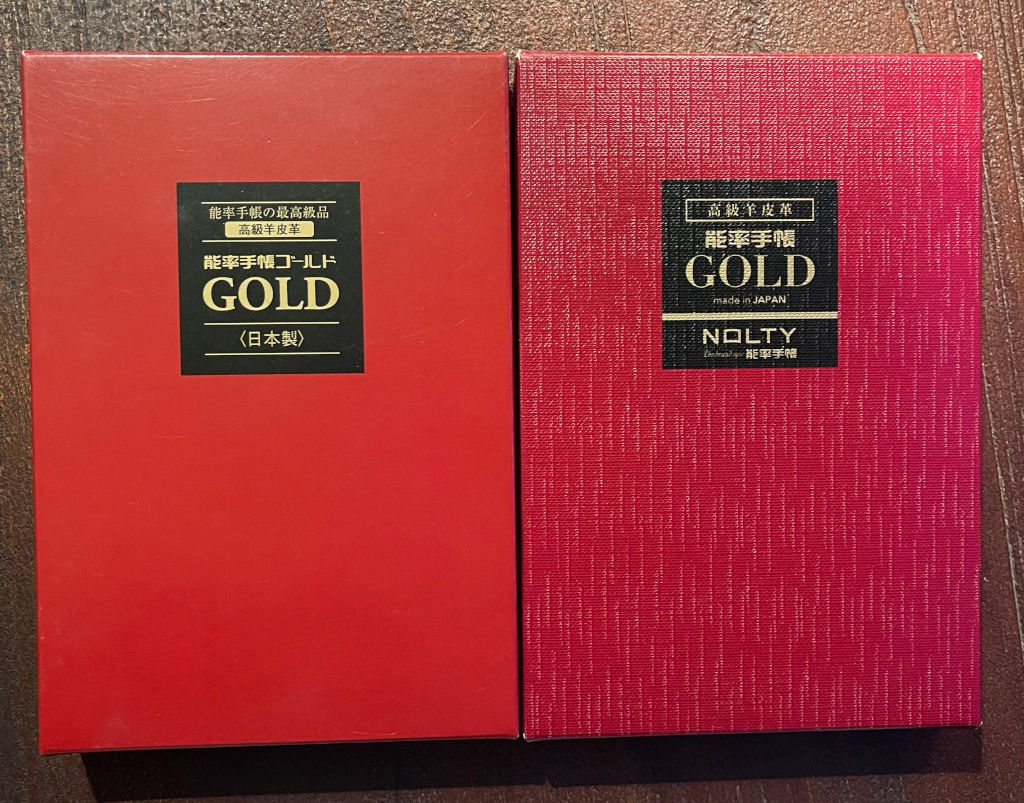 能率手帳の最高級品
高級羊皮革
能率手帳ゴールド
GOLD
〈日本製〉
高級羊皮革
能率手帳
GOLD
made in JAPAN
NOLTY
能率手帳